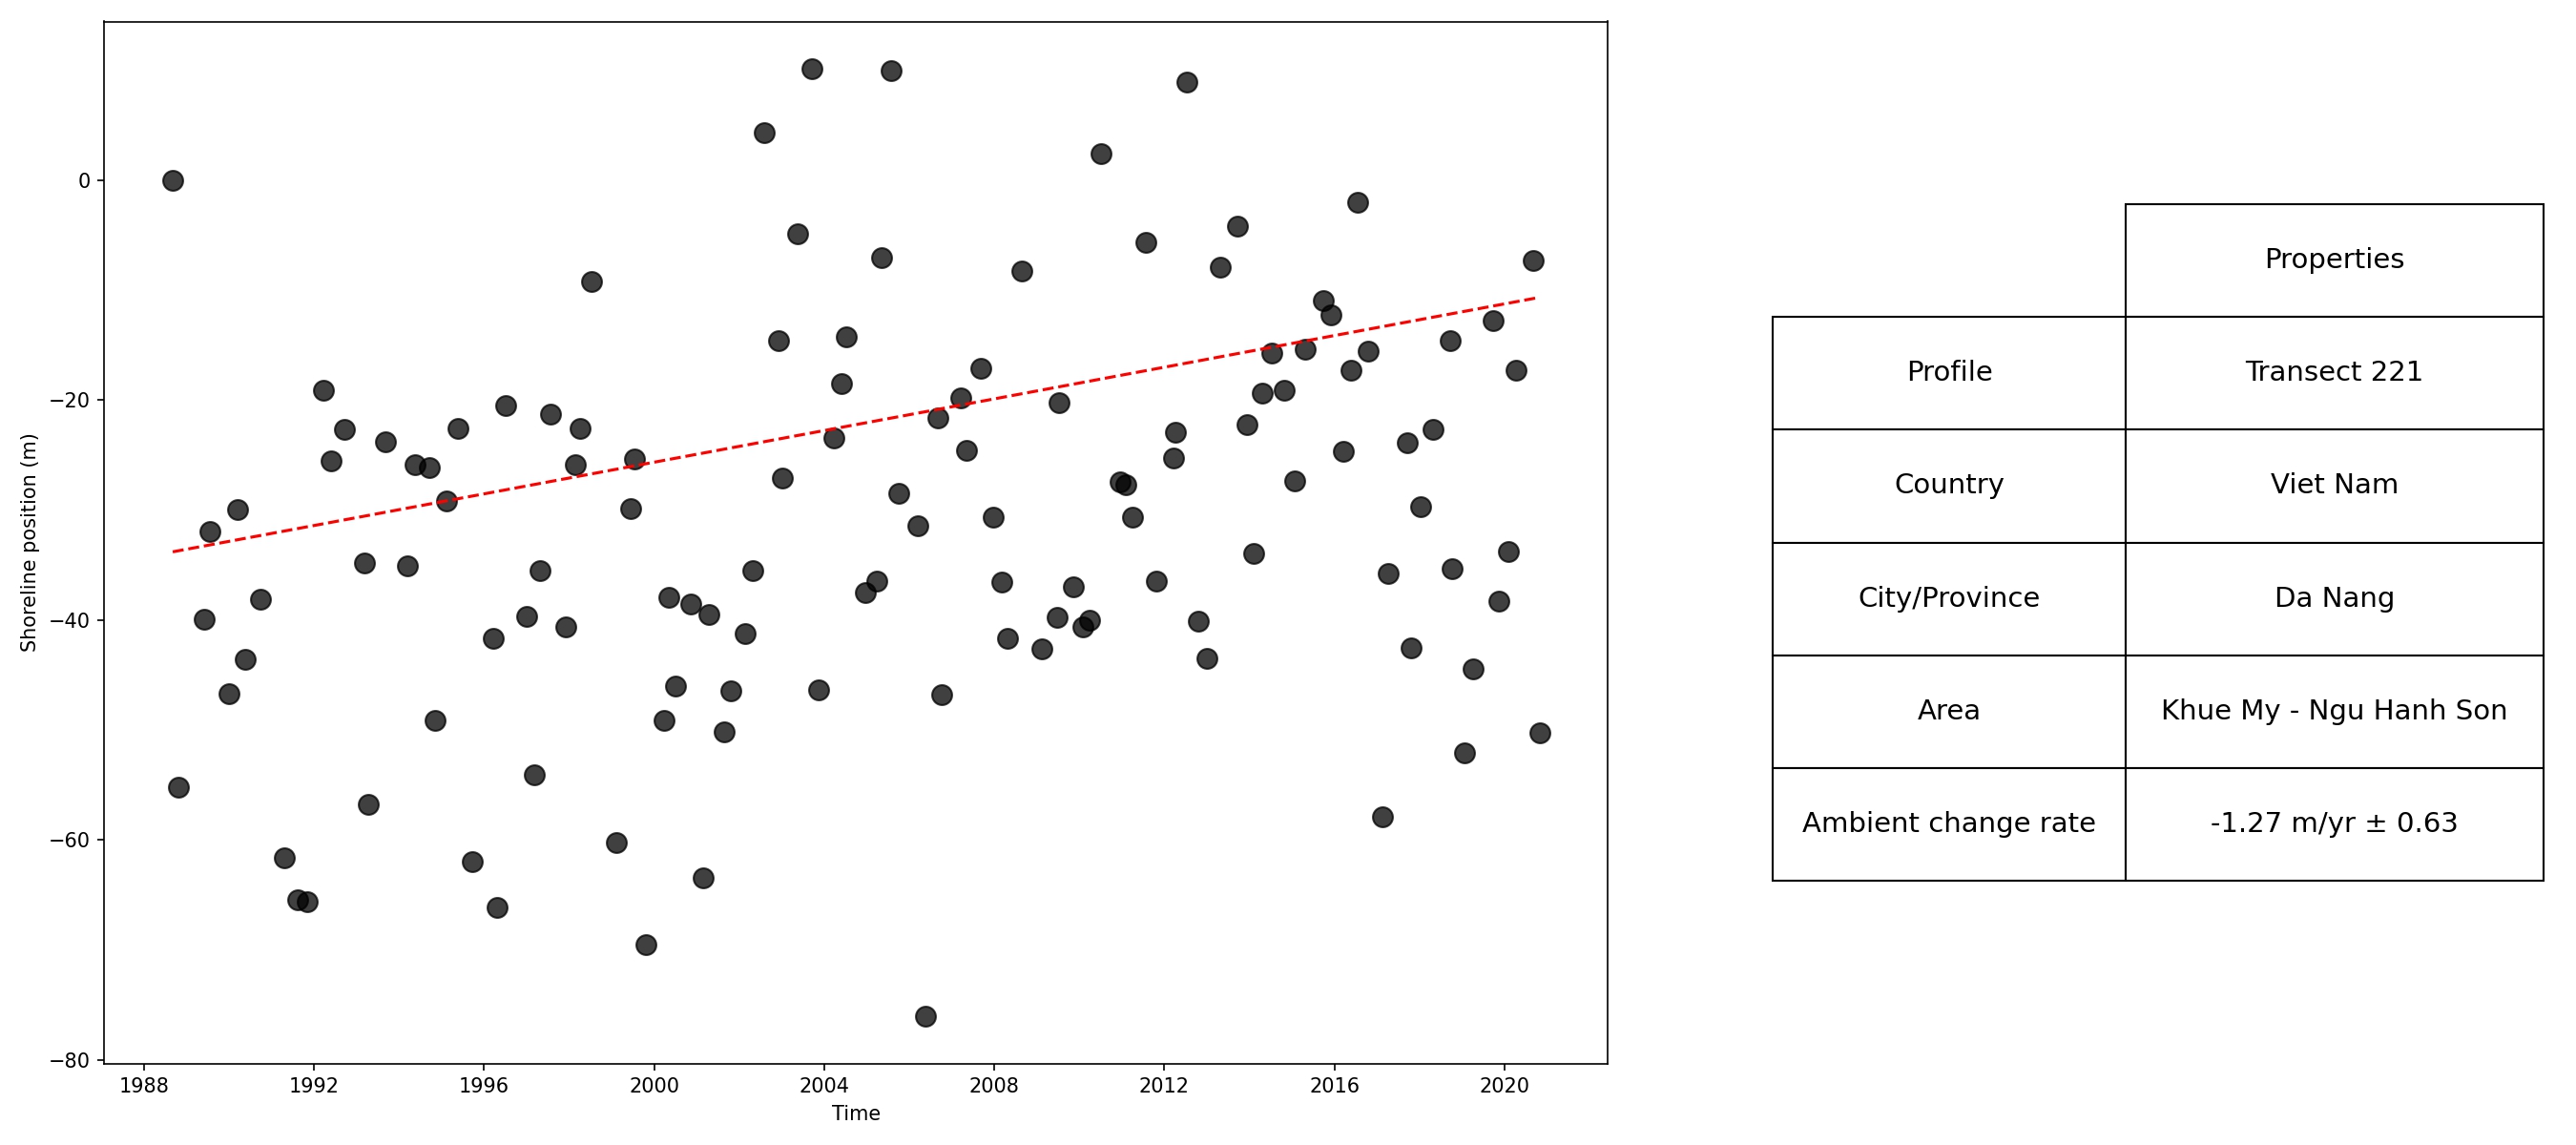 0
−20
−40
−60
−80
Shoreline position (m)
1988 1992 1996 2000 2004 2008 2012 2016 2020
Time
Properties
Profile Transect 221
Country Viet Nam
City/Province Da Nang
Area Khue My - Ngu Hanh Son
Ambient change rate -1.27 m/yr ± 0.63